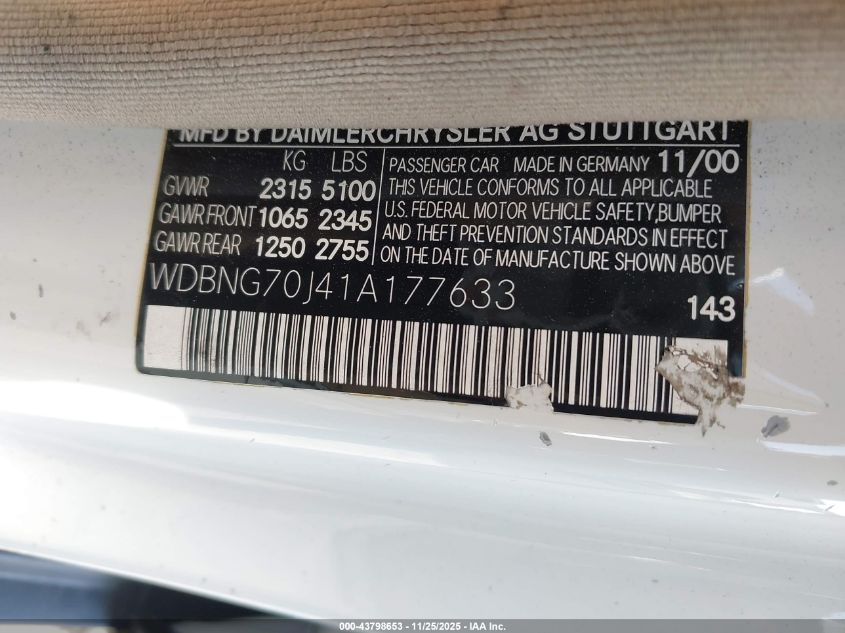 MFD BY DAIMLERCHRYSLER AG STUTTGART
KG LBS
GVWR 2315 5100
GAWR FRONT 1065 2345
GAWR REAR 1250 2755
PASSENGER CAR MADE IN GERMANY 11/00
THIS VEHICLE CONFORMS TO ALL APPLICABLE
U.S. FEDERAL MOTOR VEHICLE SAFETY,BUMPER
AND THEFT PREVENTION STANDARDS IN EFFECT
ON THE DATE OF MANUFACTURE SHOWN ABOVE
WDBNG70J41A177633
143
000-43798653 - 11/25/2025 - IAA Inc.